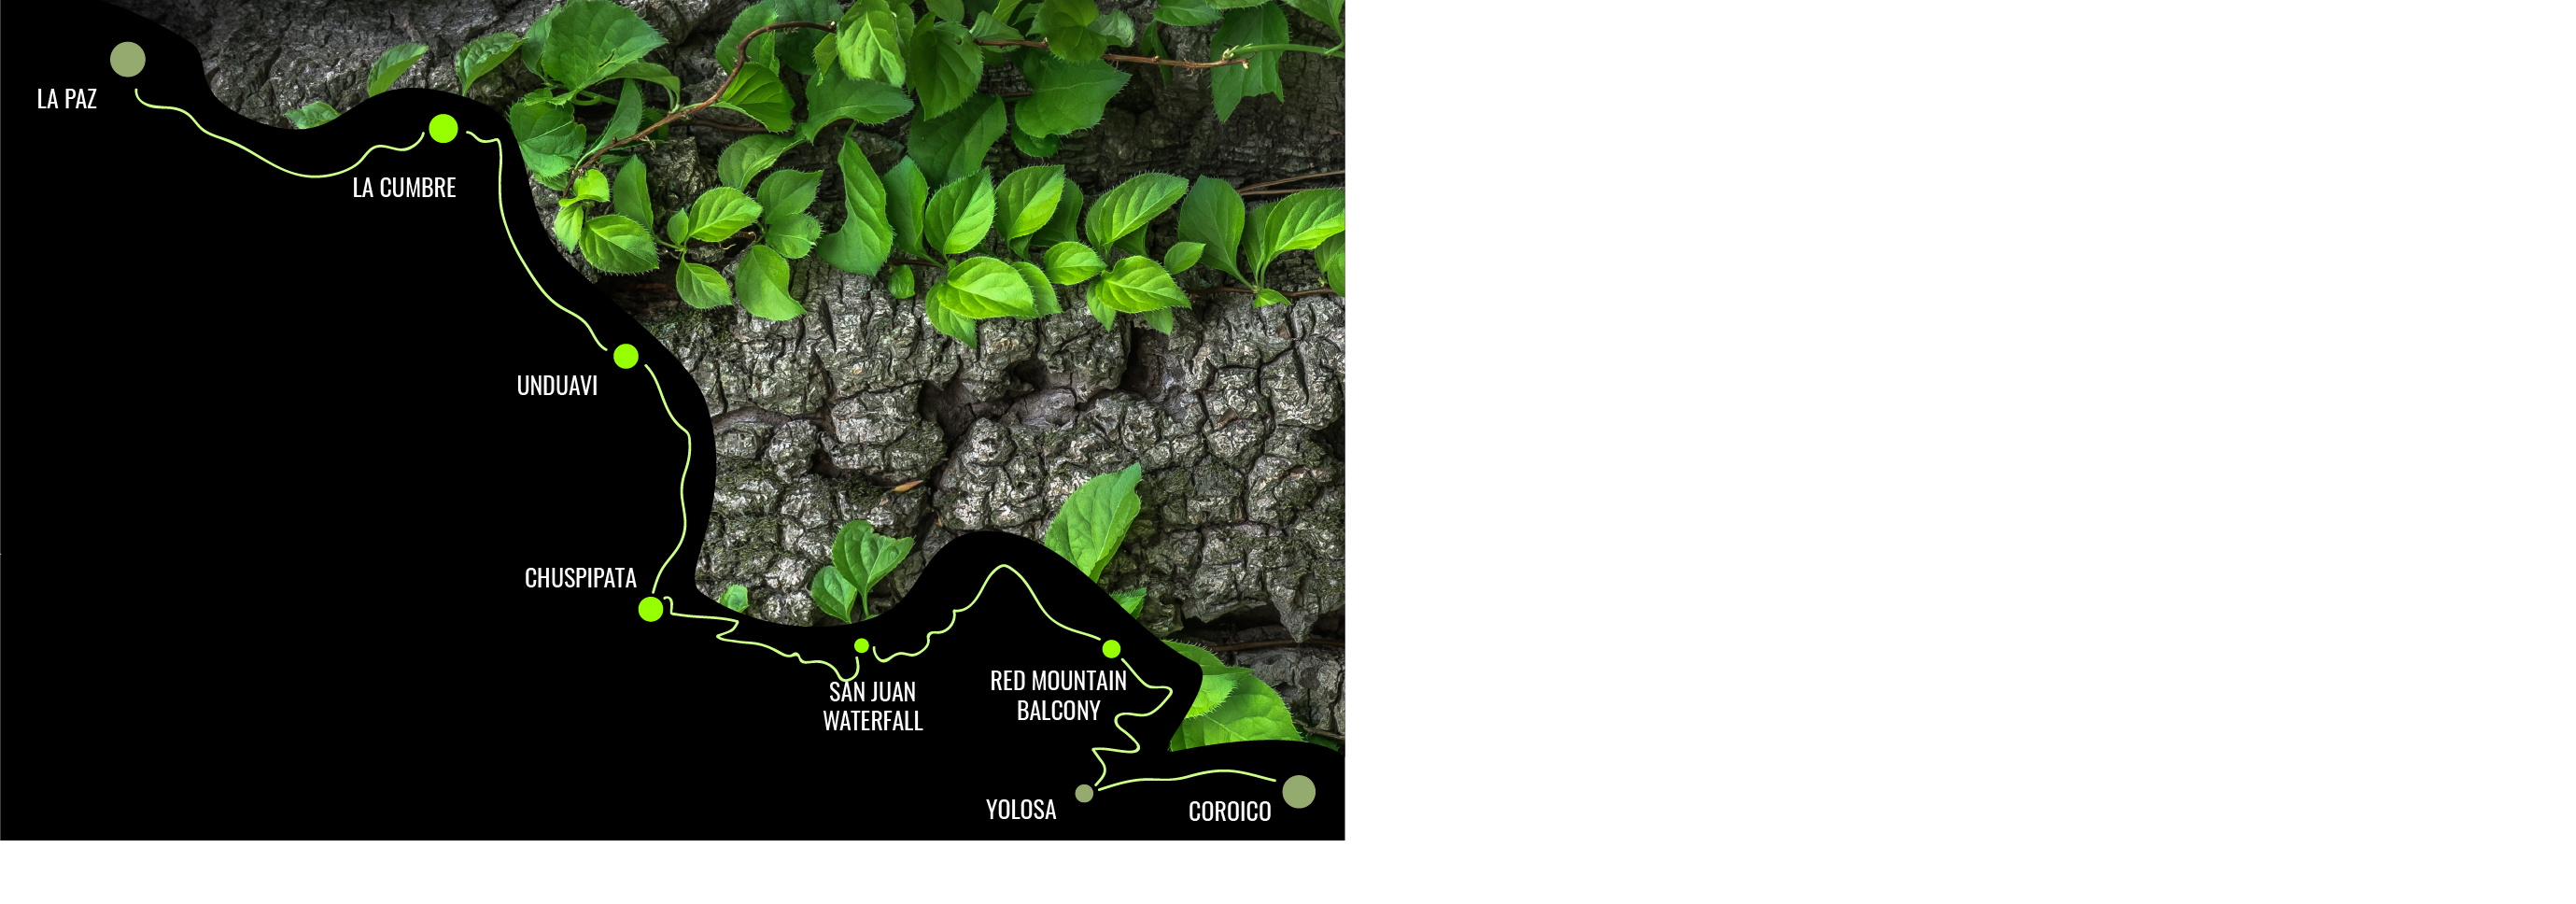 LA PAZ
LA CUMBRE
UNDUAVI
CHUSPIPATA
SAN JUAN
WATERFALL
RED MOUNTAIN
BALCONY
YOLOSA
COROICO